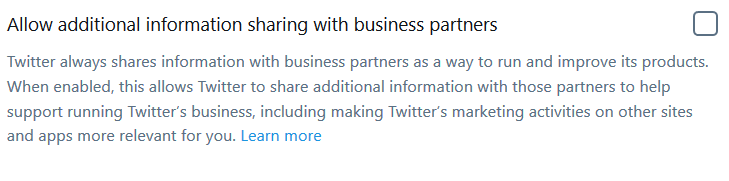 Allow additional information sharing with business partners
Twitter always shares information with business partners as a way to run and improve its products.
When enabled, this allows Twitter to share additional information with those partners to help
support running Twitter’s business, including making Twitter’s marketing activities on other sites
and apps more relevant for you. Learn more